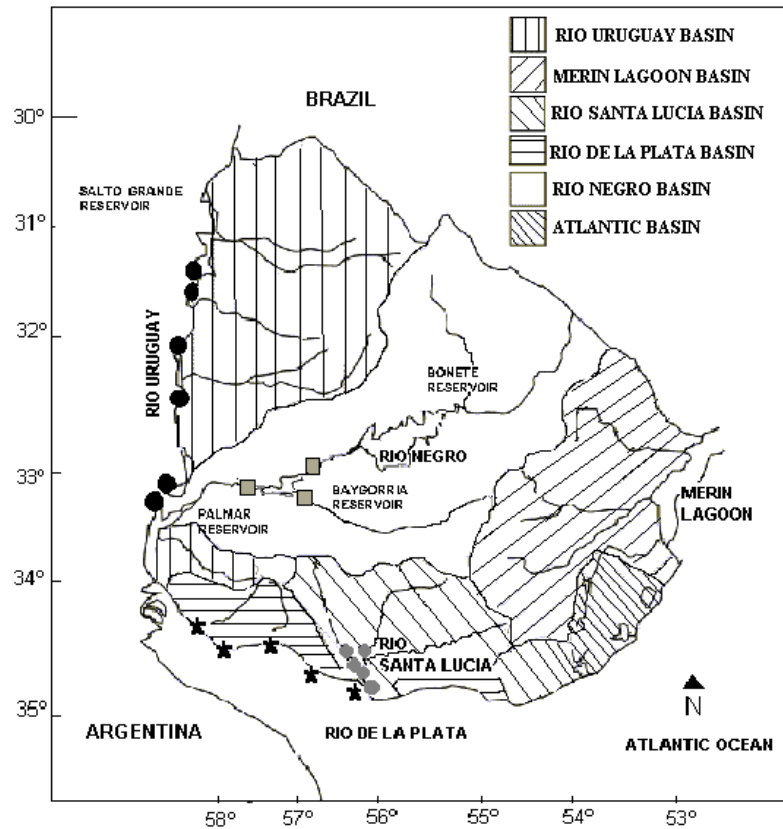 RIO URUGUAY BASIN
MERIN LAGOON BASIN
RIO SANTA LUCIA BASIN
RIO DE LA PLATA BASIN
RIO NEGRO BASIN
ATLANTIC BASIN
BRAZIL
30°
SALTO GRANDE
RESERVOIR
31°
32°
RIO URUGUAY
BONETE
RESERVOIR
RIO NEGRO
33°
BAYGORRIA
RESERVOIR
PALMAR
RESERVOIR
MERIN
LAGOON
34°
RIO
SANTA LUCIA
35°
ARGENTINA
RIO DE LA PLATA
N
ATLANTIC OCEAN
58°
57°
56°
55°
54°
53°